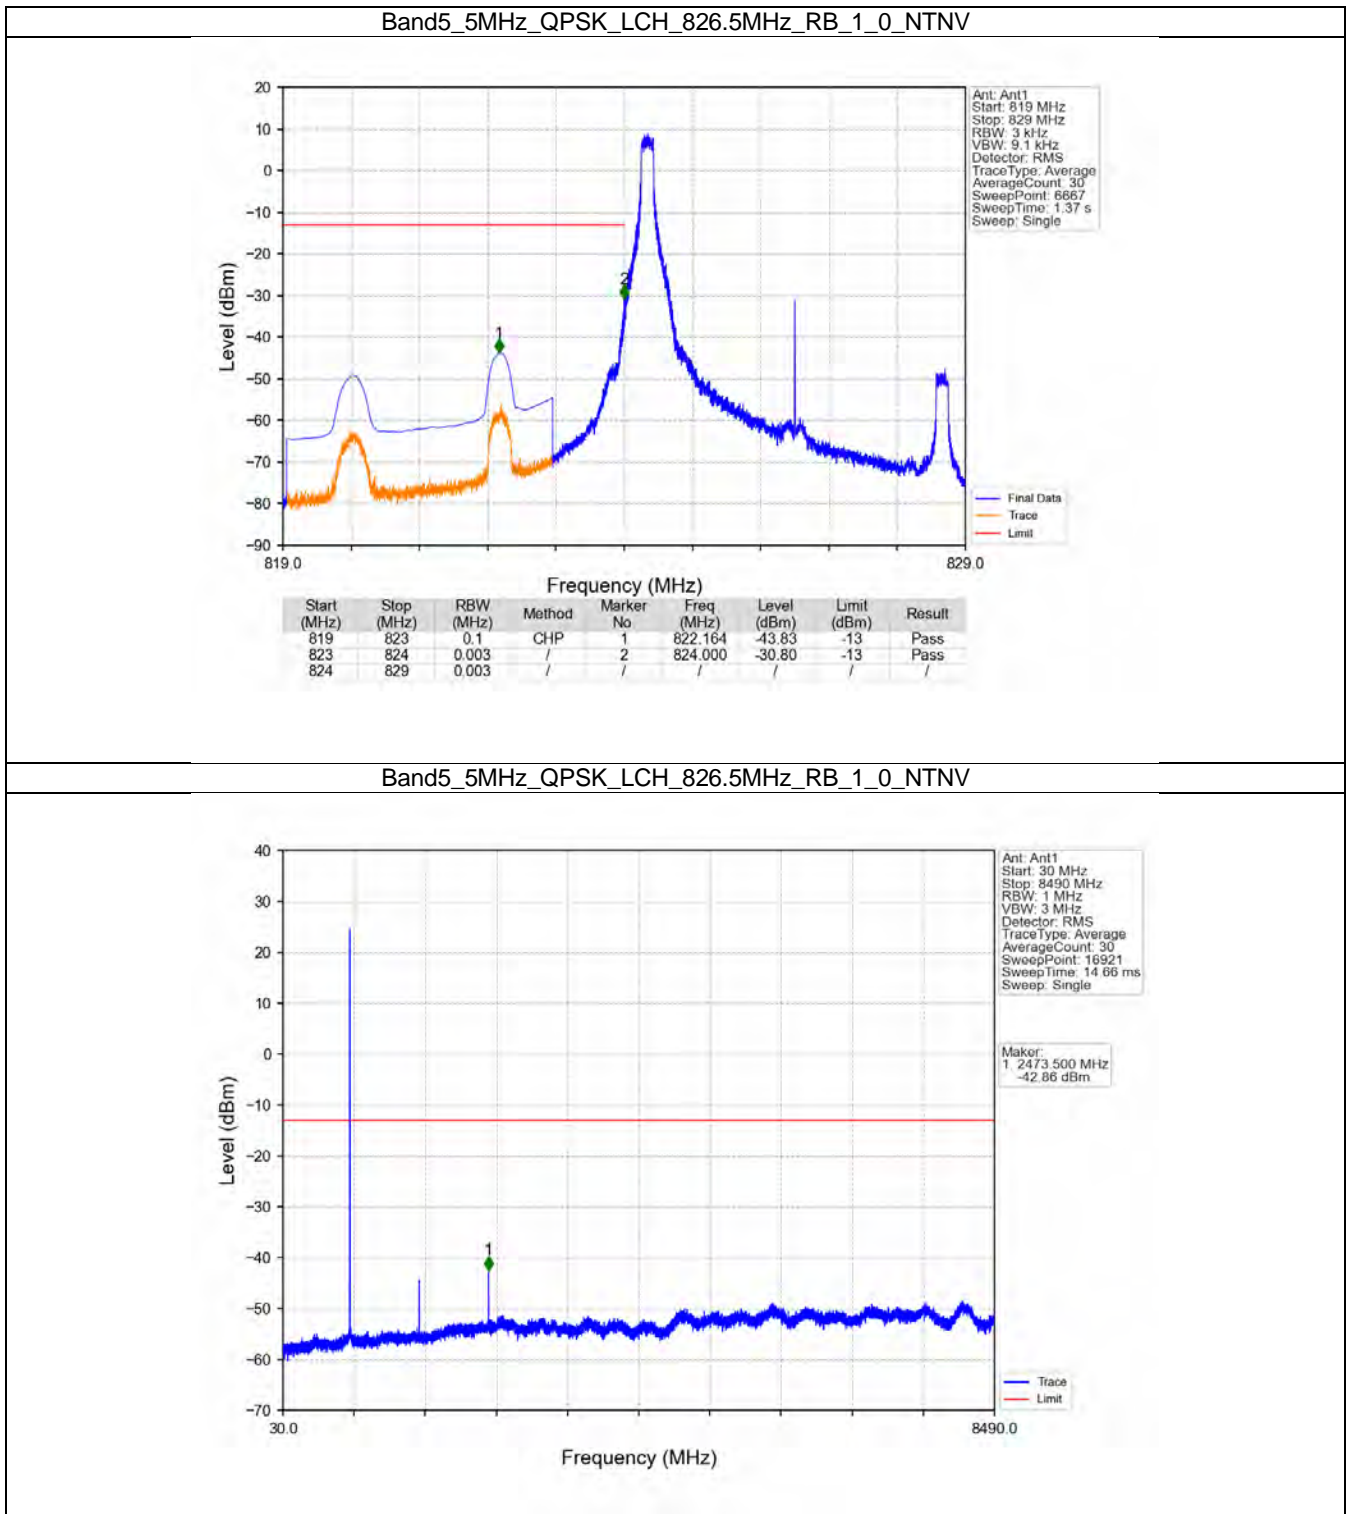 Band5_5MHz_QPSK_LCH_826.5MHz_RB_1_0_NTNV
20
10
0
−10
−20
−30
−40
−50
−60
−70
−80
−90
Level (dBm)
1
2
819.0
829.0
Frequency (MHz)
Ant: Ant1
Start: 819 MHz
Stop: 829 MHz
RBW: 3 kHz
VBW: 9.1 kHz
Detector: RMS
TraceType: Average
AverageCount: 30
SweepPoint: 6667
SweepTime: 1.37 s
Sweep: Single
Final Data
Trace
Limit
Start (MHz) Stop (MHz) RBW (MHz) Method Marker No Freq (MHz) Level (dBm) Limit (dBm) Result
819 823 0.1 CHP 1 822.164 -43.83 -13 Pass
823 824 0.003 / 2 824.000 -30.80 -13 Pass
824 829 0.003 / / / / / /
Band5_5MHz_QPSK_LCH_826.5MHz_RB_1_0_NTNV
40
30
20
10
0
−10
−20
−30
−40
−50
−60
−70
Level (dBm)
1
30.0
8490.0
Frequency (MHz)
Ant: Ant1
Start: 30 MHz
Stop: 8490 MHz
RBW: 1 MHz
VBW: 3 MHz
Detector: RMS
TraceType: Average
AverageCount: 30
SweepPoint: 16921
SweepTime: 14.66 ms
Sweep: Single
Maker:
1. 2473.500 MHz
-42.86 dBm
Trace
Limit